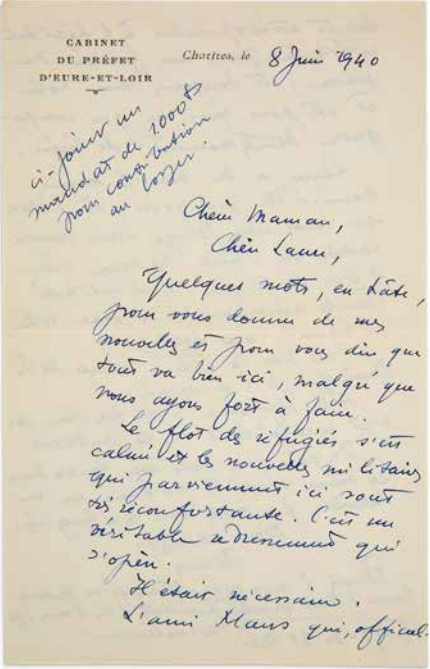 CABINET
DU PRÉFET
D'EURE-ET-LOIR
Chartres, le 8 Juin 1940
ci-joint un
mandat de 1.000 F
pour contribution
au loyer.
Chère Maman,
Chère Laure,
Quelques mots, en hâte,
pour vous donner de mes
nouvelles et pour vous dire que
tout va bien ici, malgré que
nous ayons fort à faire.
Le flot des réfugiés s'est
calmé et les nouvelles militaires
qui parviennent ici sont
très réconfortantes. C'est un
véritable redressement qui
s'opère.
Il était nécessaire.
L'ami Mans qui, official-